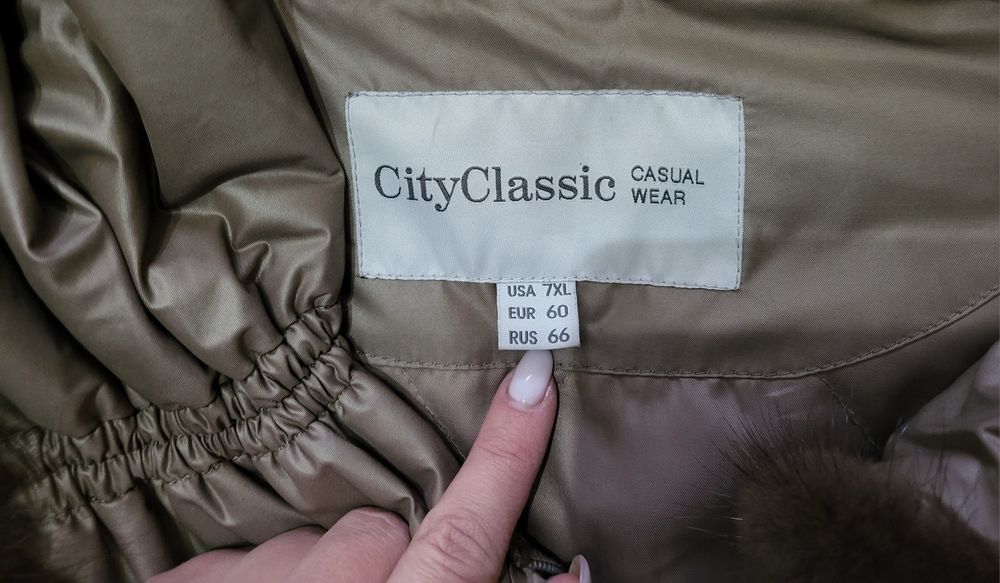 CityClassic CASUAL
WEAR
USA 7XL
EUR 60
RUS 66